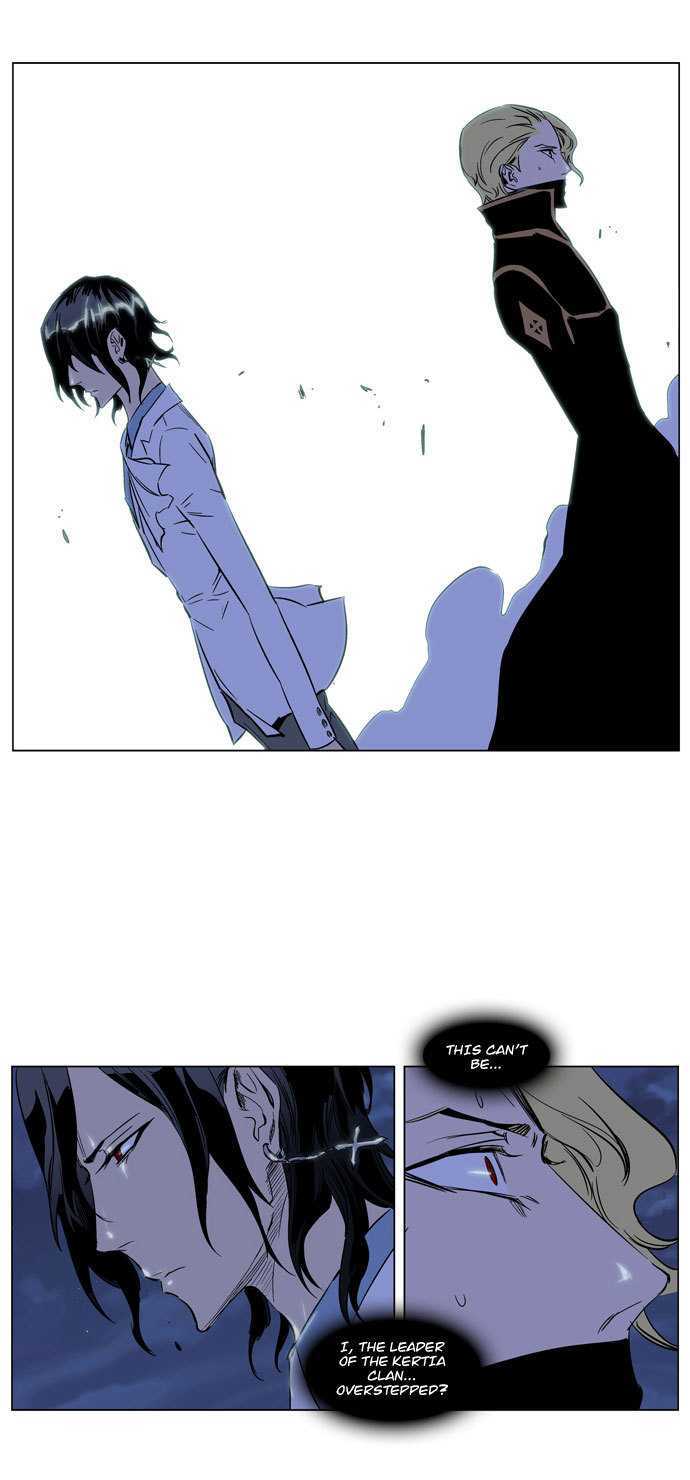 THIS CAN'T
BE...
I, THE LEADER
OF THE KERTIA
CLAN...
OVERSTEPPED?